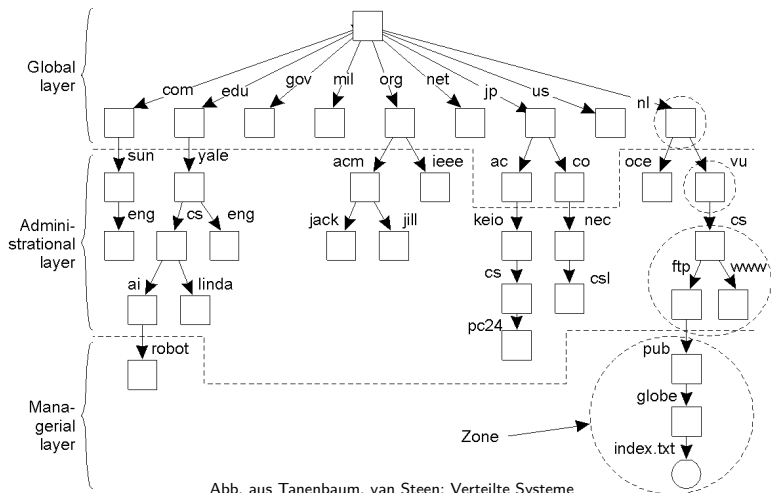 Global
layer
com
edu
gov
mil
org
net
jp
us
nl
sun
yale
acm
ieee
ac
co
oce
vu
Admini-
strational
layer
eng
cs
eng
jack
jill
keio
nec
cs
ai
linda
cs
csl
ftp
www
pc24
robot
pub
Mana-
gerial
layer
globe
Zone
index.txt
Abb. aus Tanenbaum, van Steen: Verteilte Systeme